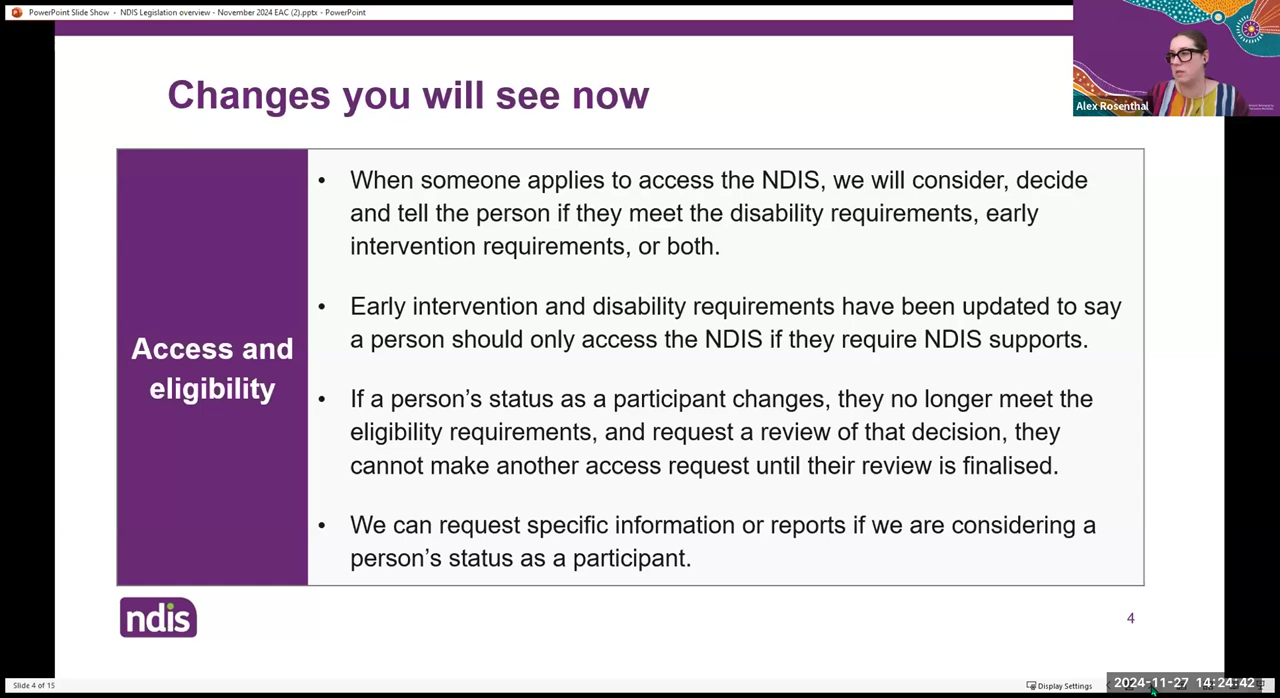 PowerPoint Slide Show - NDIS Legislation overview - November 2024 EAC (2).pptx - PowerPoint
Alex Rosenthal
Changes you will see now
Access and
eligibility
• When someone applies to access the NDIS, we will consider, decide
and tell the person if they meet the disability requirements, early
intervention requirements, or both.
• Early intervention and disability requirements have been updated to say
a person should only access the NDIS if they require NDIS supports.
• If a person's status as a participant changes, they no longer meet the
eligibility requirements, and request a review of that decision, they
cannot make another access request until their review is finalised.
• We can request specific information or reports if we are considering a
person's status as a participant.
ndis
4
Slide 4 of 15
Display Settings
2024-11-27 14:24:42